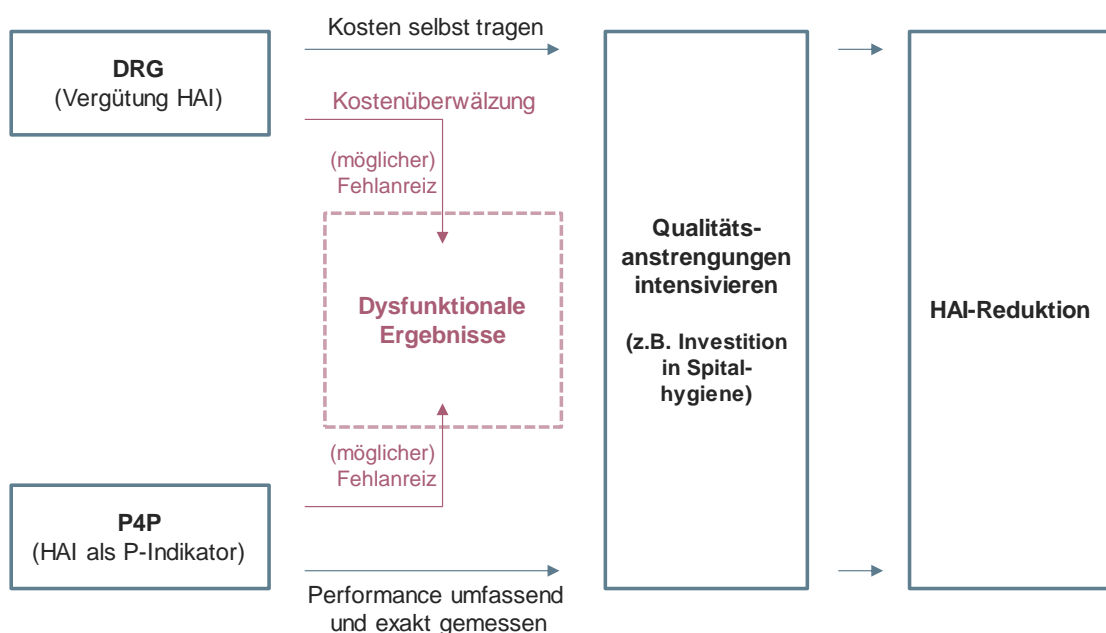 Kosten selbst tragen
DRG
(Vergütung HAI)
Kostenüberwälzung
(möglicher)
Fehlanreiz
Dysfunktionale
Ergebnisse
(möglicher)
Fehlanreiz
P4P
(HAI als P-Indikator)
Performance umfassend
und exakt gemessen
Qualitäts-
anstrengungen
intensivieren
(z.B. Investition
in Spital-
hygiene)
HAI-Reduktion